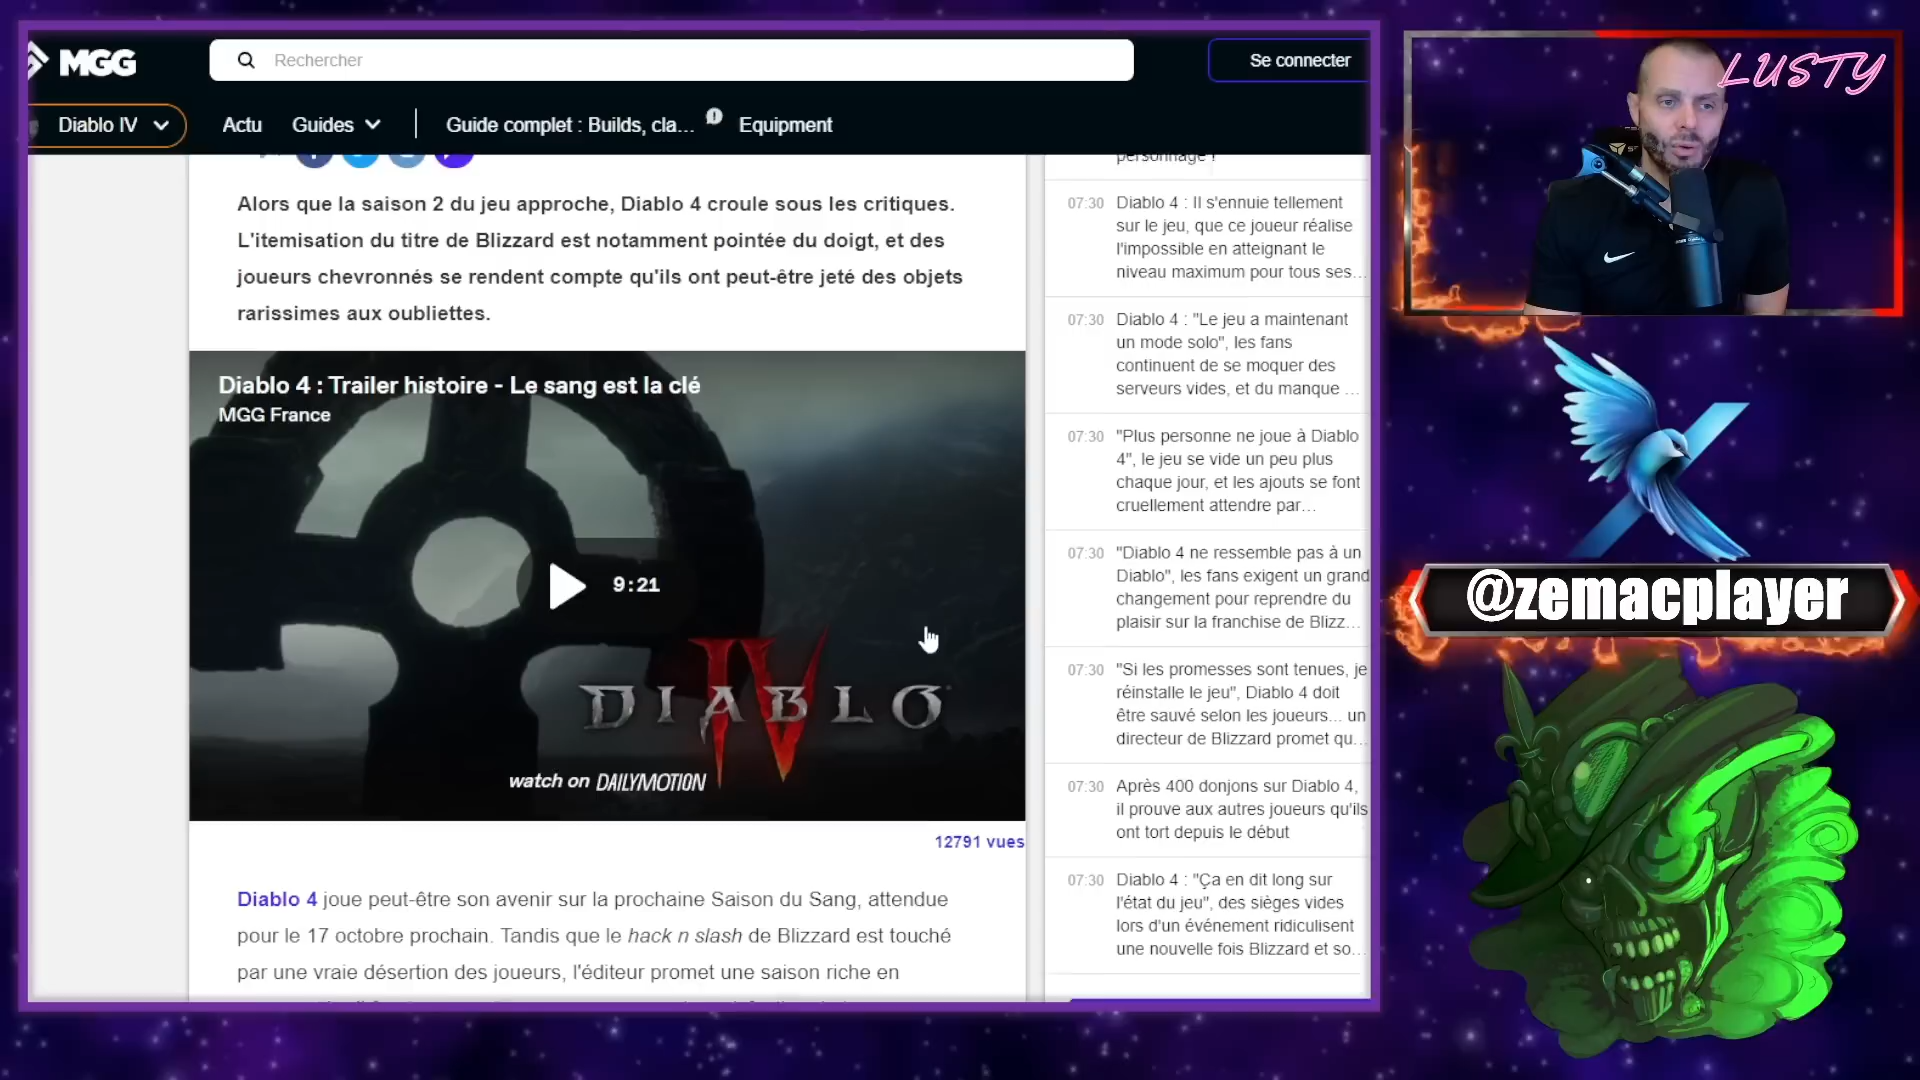 MGG
Rechercher
Se connecter
Diablo IV
Actu
Guides
Guide complet : Builds, cla...
Equipment
Alors que la saison 2 du jeu approche, Diablo 4 croule sous les critiques.
L'itemisation du titre de Blizzard est notamment pointée du doigt, et des
joueurs chevronnés se rendent compte qu'ils ont peut-être jeté des objets
rarissimes aux oubliettes.
Diablo 4 : Trailer histoire - Le sang est la clé
MGG France
9:21
DIABLO
IV
watch on DAILYMOTION
12791 vues
Diablo 4 joue peut-être son avenir sur la prochaine Saison du Sang, attendue
pour le 17 octobre prochain. Tandis que le hack n slash de Blizzard est touché
par une vraie désertion des joueurs, l'éditeur promet une saison riche en
personnage !
07:30 Diablo 4 : Il s'ennuie tellement
sur le jeu, que ce joueur réalise
l'impossible en atteignant le
niveau maximum pour tous ses...
07:30 Diablo 4 : "Le jeu a maintenant
un mode solo", les fans
continuent de se moquer des
serveurs vides, et du manque ...
07:30 "Plus personne ne joue à Diablo
4", le jeu se vide un peu plus
chaque jour, et les ajouts se font
cruellement attendre par...
07:30 "Diablo 4 ne ressemble pas à un
Diablo", les fans exigent un grand
changement pour reprendre du
plaisir sur la franchise de Blizz...
07:30 "Si les promesses sont tenues, je
réinstalle le jeu", Diablo 4 doit
être sauvé selon les joueurs... un
directeur de Blizzard promet qu...
07:30 Après 400 donjons sur Diablo 4,
il prouve aux autres joueurs qu'ils
ont tort depuis le début
07:30 Diablo 4 : "Ça en dit long sur
l'état du jeu", des sièges vides
lors d'un événement ridiculisent
une nouvelle fois Blizzard et so...
LUSTY
@zemacplayer